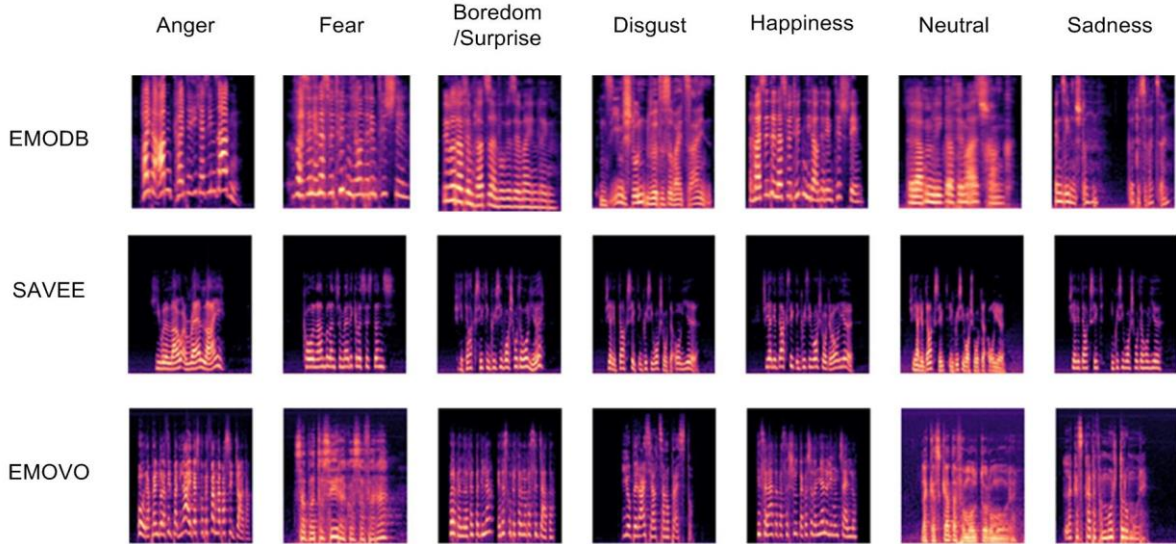 Anger Fear Boredom /Surprise Disgust Happiness Neutral Sadness
EMODB
SAVEE
EMOVO